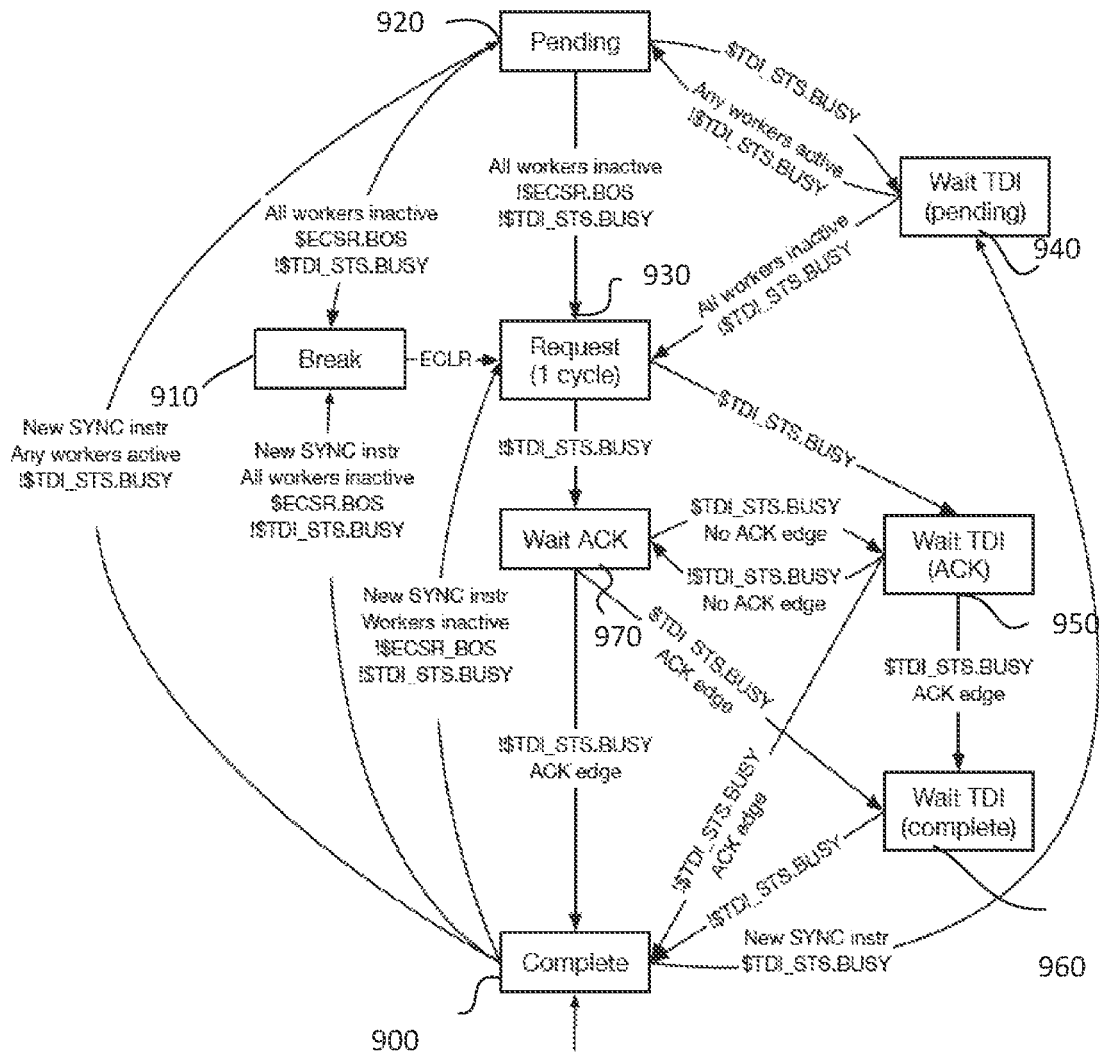 920
Pending
$TDI_STS.BUSY
Any workers active
!$TDI_STS.BUSY
Wait TDI
(pending)
940
All workers inactive
!$ECSR.BOS
!$TDI_STS.BUSY
All workers inactive
$ECSR.BOS
!$TDI_STS.BUSY
All workers inactive
!$TDI_STS.BUSY
930
Break
910
ECLR
Request
(1 cycle)
New SYNC instr
Any workers active
!$TDI_STS.BUSY
New SYNC instr
All workers inactive
$ECSR.BOS
!$TDI_STS.BUSY
!$TDI_STS.BUSY
$TDI_STS.BUSY
Wait ACK
970
$TDI_STS.BUSY
No ACK edge
!$TDI_STS.BUSY
No ACK edge
Wait TDI
(ACK)
950
New SYNC instr
Workers inactive
!$ECSR_BOS
!$TDI_STS.BUSY
$TDI_STS.BUSY
ACK edge
$TDI_STS.BUSY
ACK edge
!$TDI_STS.BUSY
ACK edge
!$TDI_STS.BUSY
ACK edge
Wait TDI
(complete)
960
!$TDI_STS.BUSY
New SYNC instr
$TDI_STS.BUSY
Complete
900